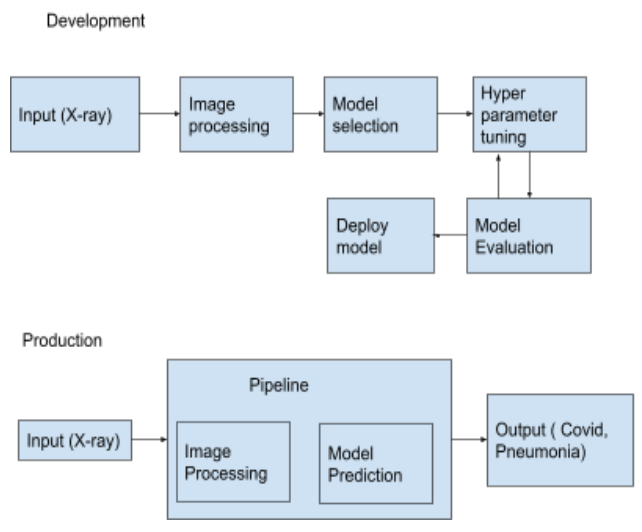 Development
Input (X-ray)
Image
processing
Model
selection
Hyper
parameter
tuning
Deploy
model
Model
Evaluation
Production
Pipeline
Input (X-ray)
Image
Processing
Model
Prediction
Output ( Covid,
Pneumonia)